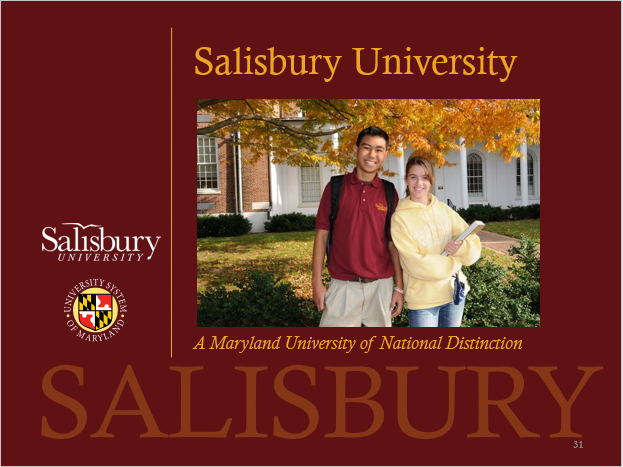 Salisbury University
Salisbury
UNIVERSITY
UNIVERSITY SYSTEM
OF MARYLAND
A Maryland University of National Distinction
SALISBURY
31